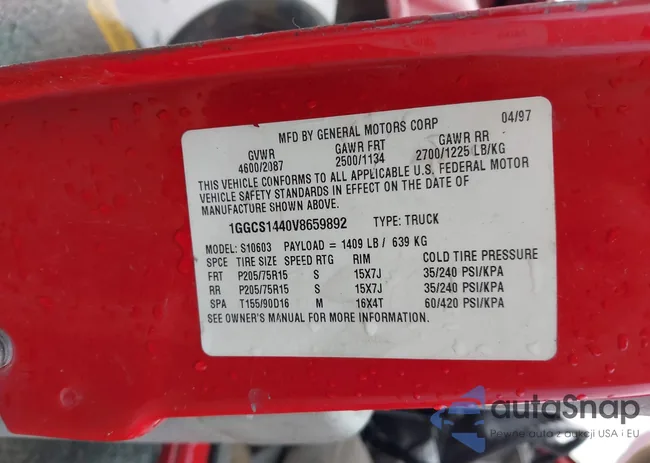 MFD BY GENERAL MOTORS CORP 04/97
GVWR GAWR FRT GAWR RR
4600/2087 2500/1134 2700/1225 LB/KG
THIS VEHICLE CONFORMS TO ALL APPLICABLE U.S. FEDERAL MOTOR
VEHICLE SAFETY STANDARDS IN EFFECT ON THE DATE OF
MANUFACTURE SHOWN ABOVE.
1GGCS1440V8659892 TYPE: TRUCK
MODEL: S10603 PAYLOAD = 1409 LB / 639 KG
SPCE TIRE SIZE SPEED RTG RIM COLD TIRE PRESSURE
FRT P205/75R15 S 15X7J 35/240 PSI/KPA
RR P205/75R15 S 15X7J 35/240 PSI/KPA
SPA T155/90D16 M 16X4T 60/420 PSI/KPA
SEE OWNER'S MANUAL FOR MORE INFORMATION.
autoSnap
Pewne auto z aukcji USA i EU